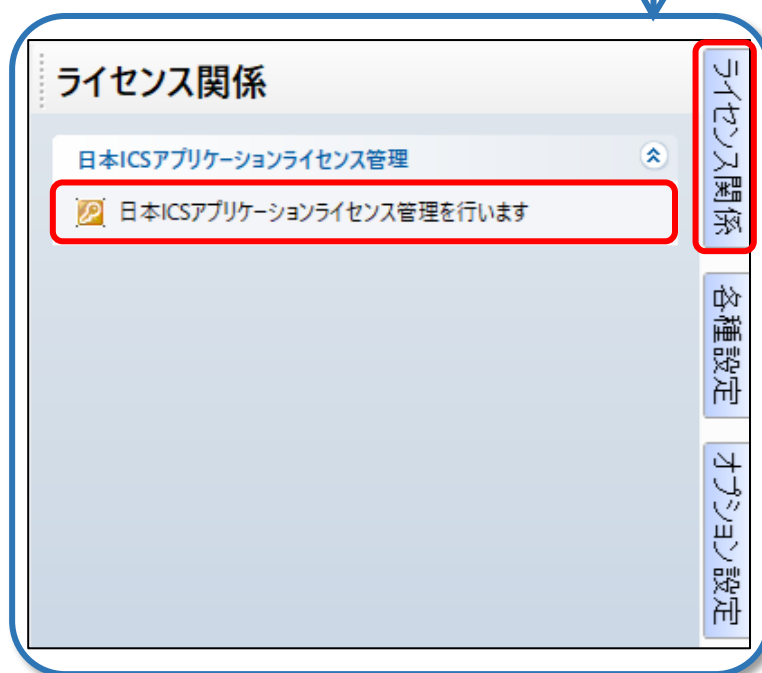 ライセンス関係
日本ICSアプリケーションライセンス管理
日本ICSアプリケーションライセンス管理を行います
ライセンス関係
各種設定
オプション設定